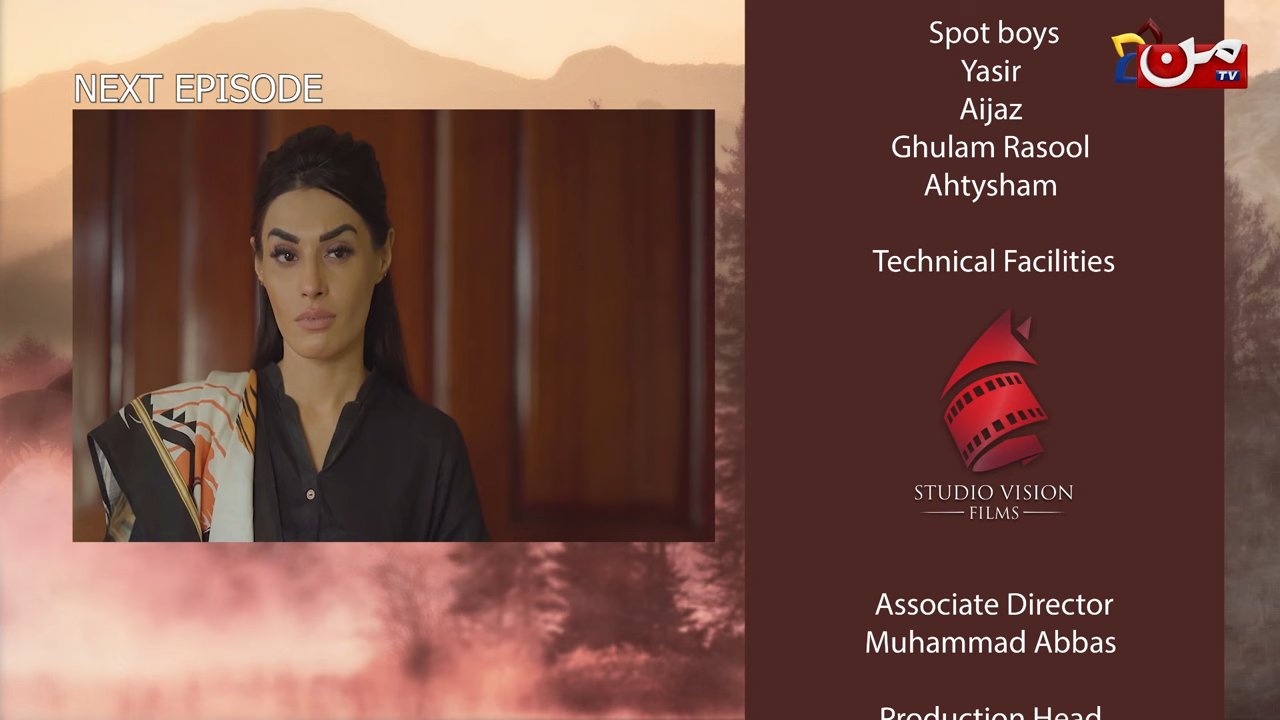 NEXT EPISODE
Spot boys
Yasir
Aijaz
Ghulam Rasool
Ahtysham
Technical Facilities
STUDIO VISION
FILMS
Associate Director
Muhammad Abbas
Production Head
مرن
TV